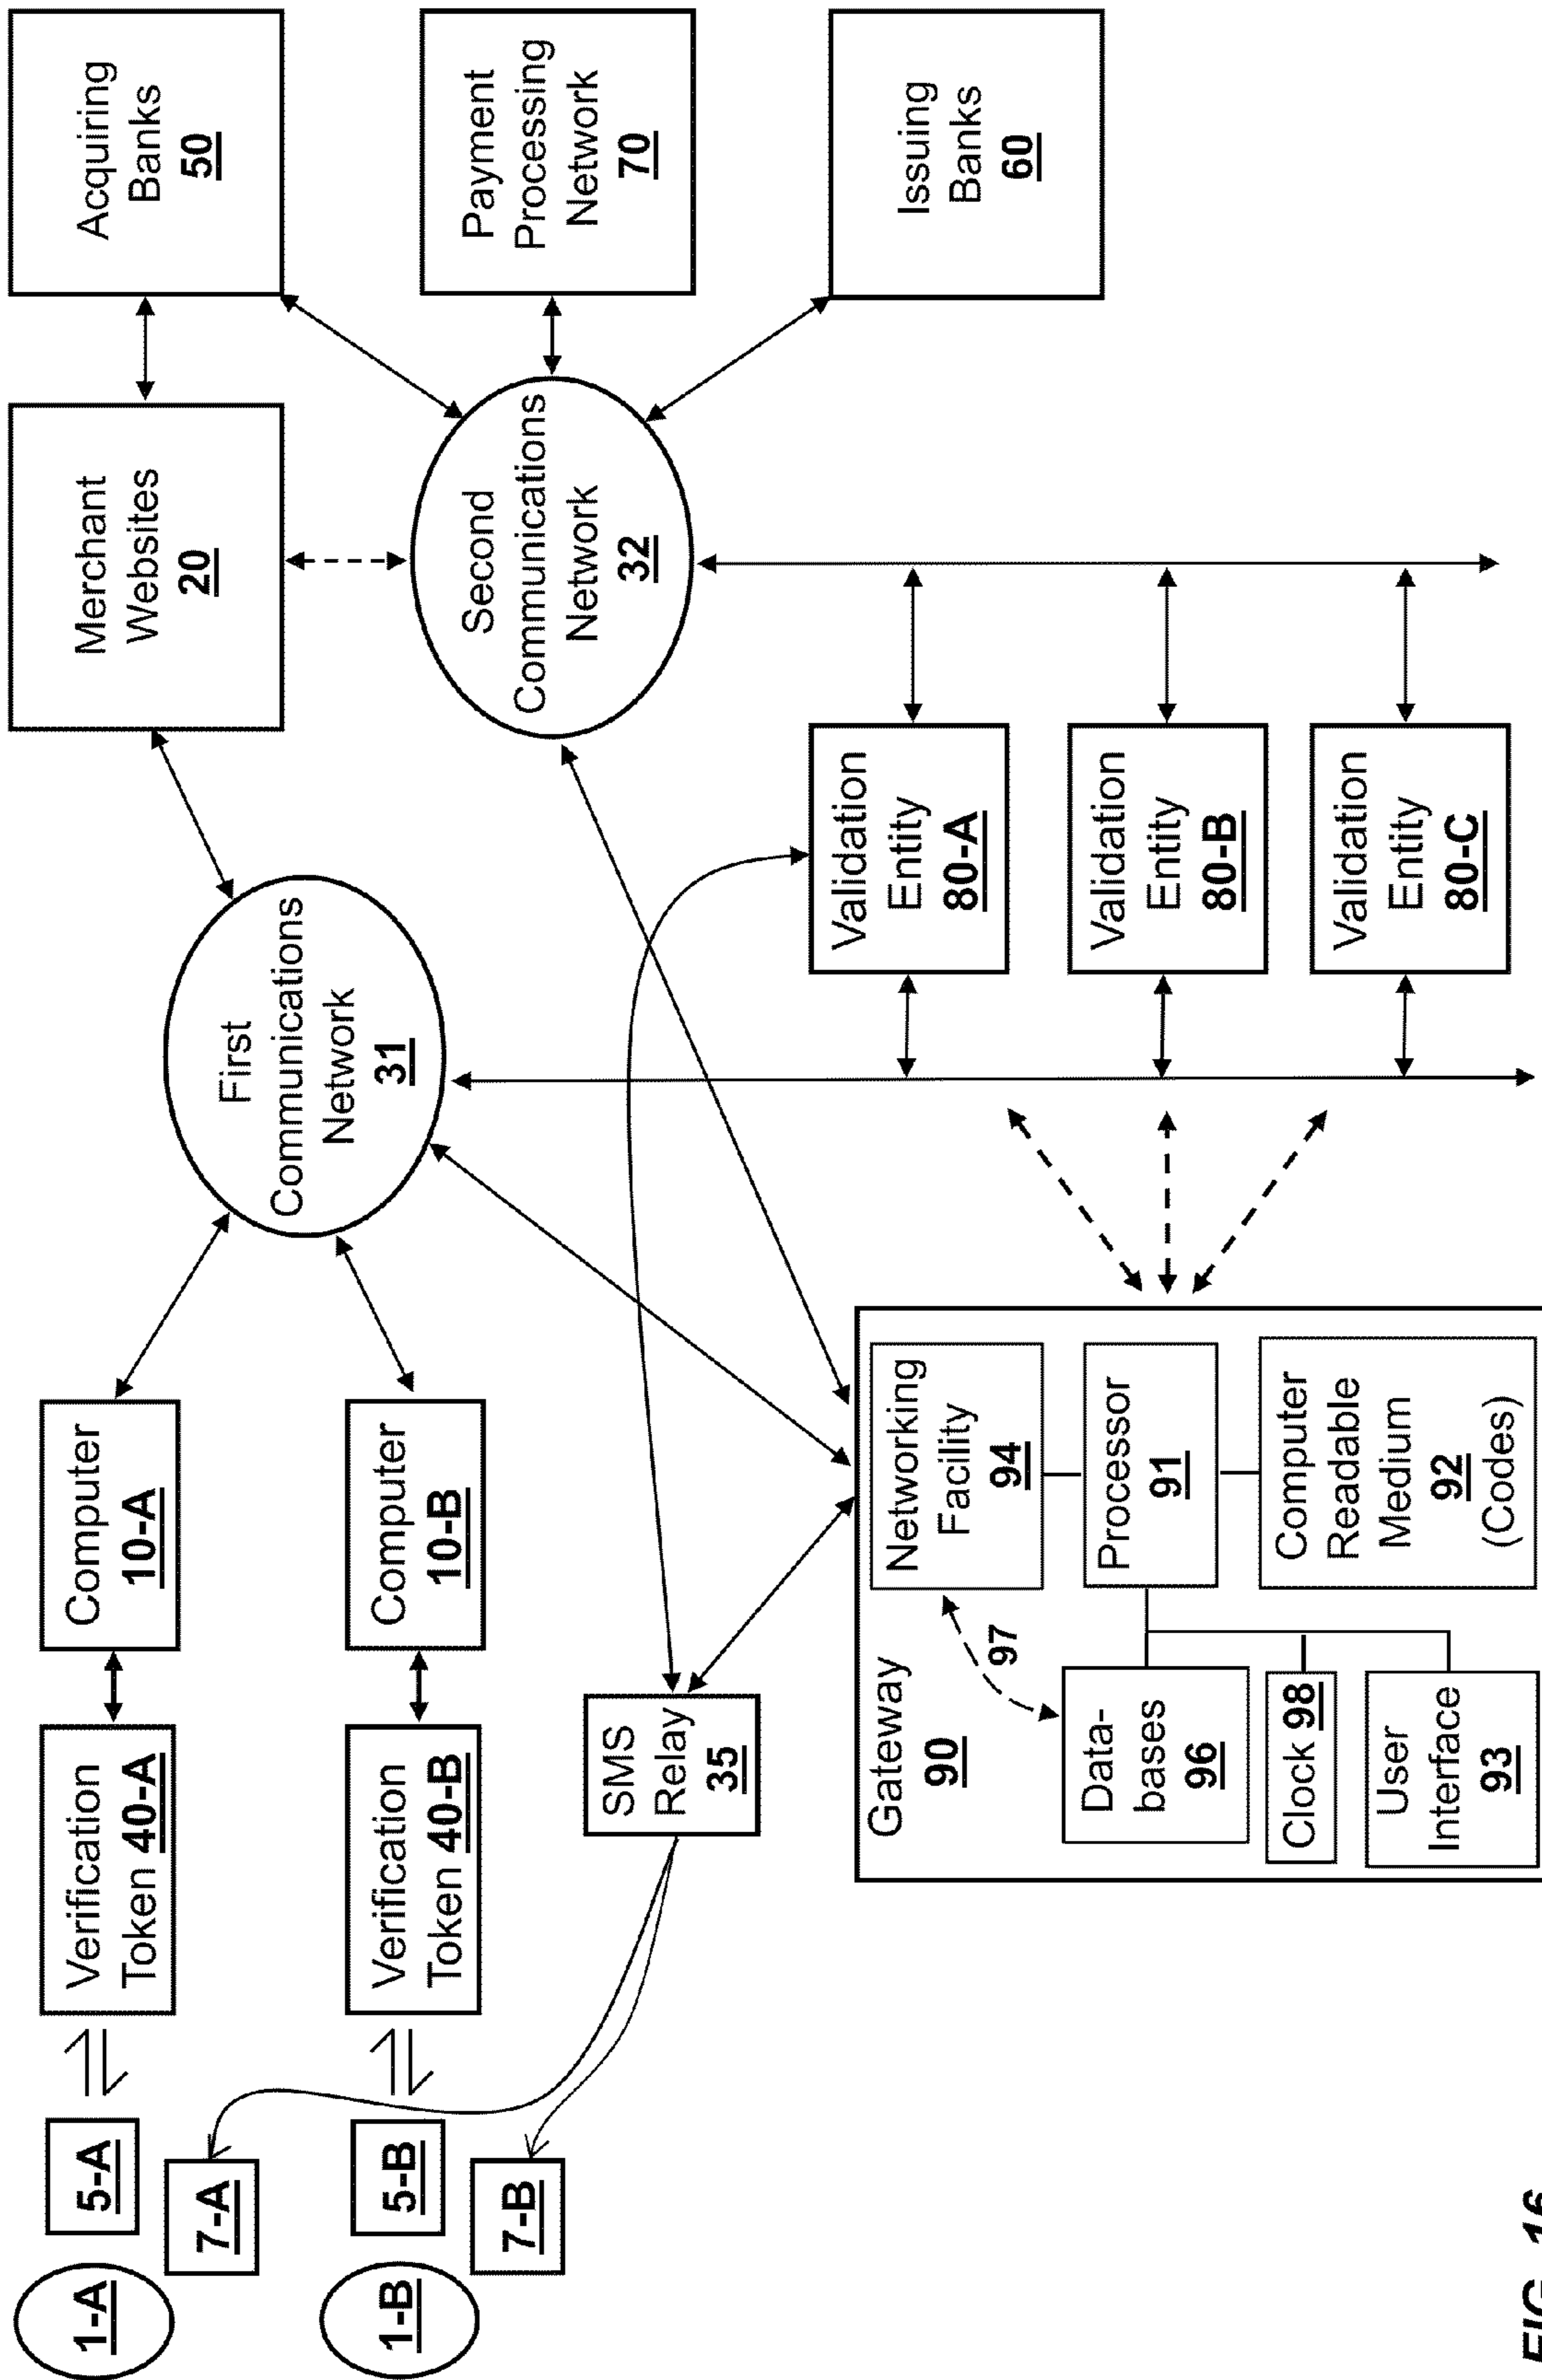 1-A
5-A
7-A
Verification
Token 40-A
Computer
10-A
1-B
5-B
7-B
Verification
Token 40-B
Computer
10-B
First
Communications
Network
31
Merchant
Websites
20
Acquiring
Banks
50
Second
Communications
Network
32
Payment
Processing
Network
70
Issuing
Banks
60
SMS
Relay
35
Validation
Entity
80-A
Validation
Entity
80-B
Validation
Entity
80-C
Gateway
90
97
Networking
Facility
94
Processor
91
Computer
Readable
Medium
92
(Codes)
Data-
bases
96
Clock 98
User
Interface
93
FIG. 16